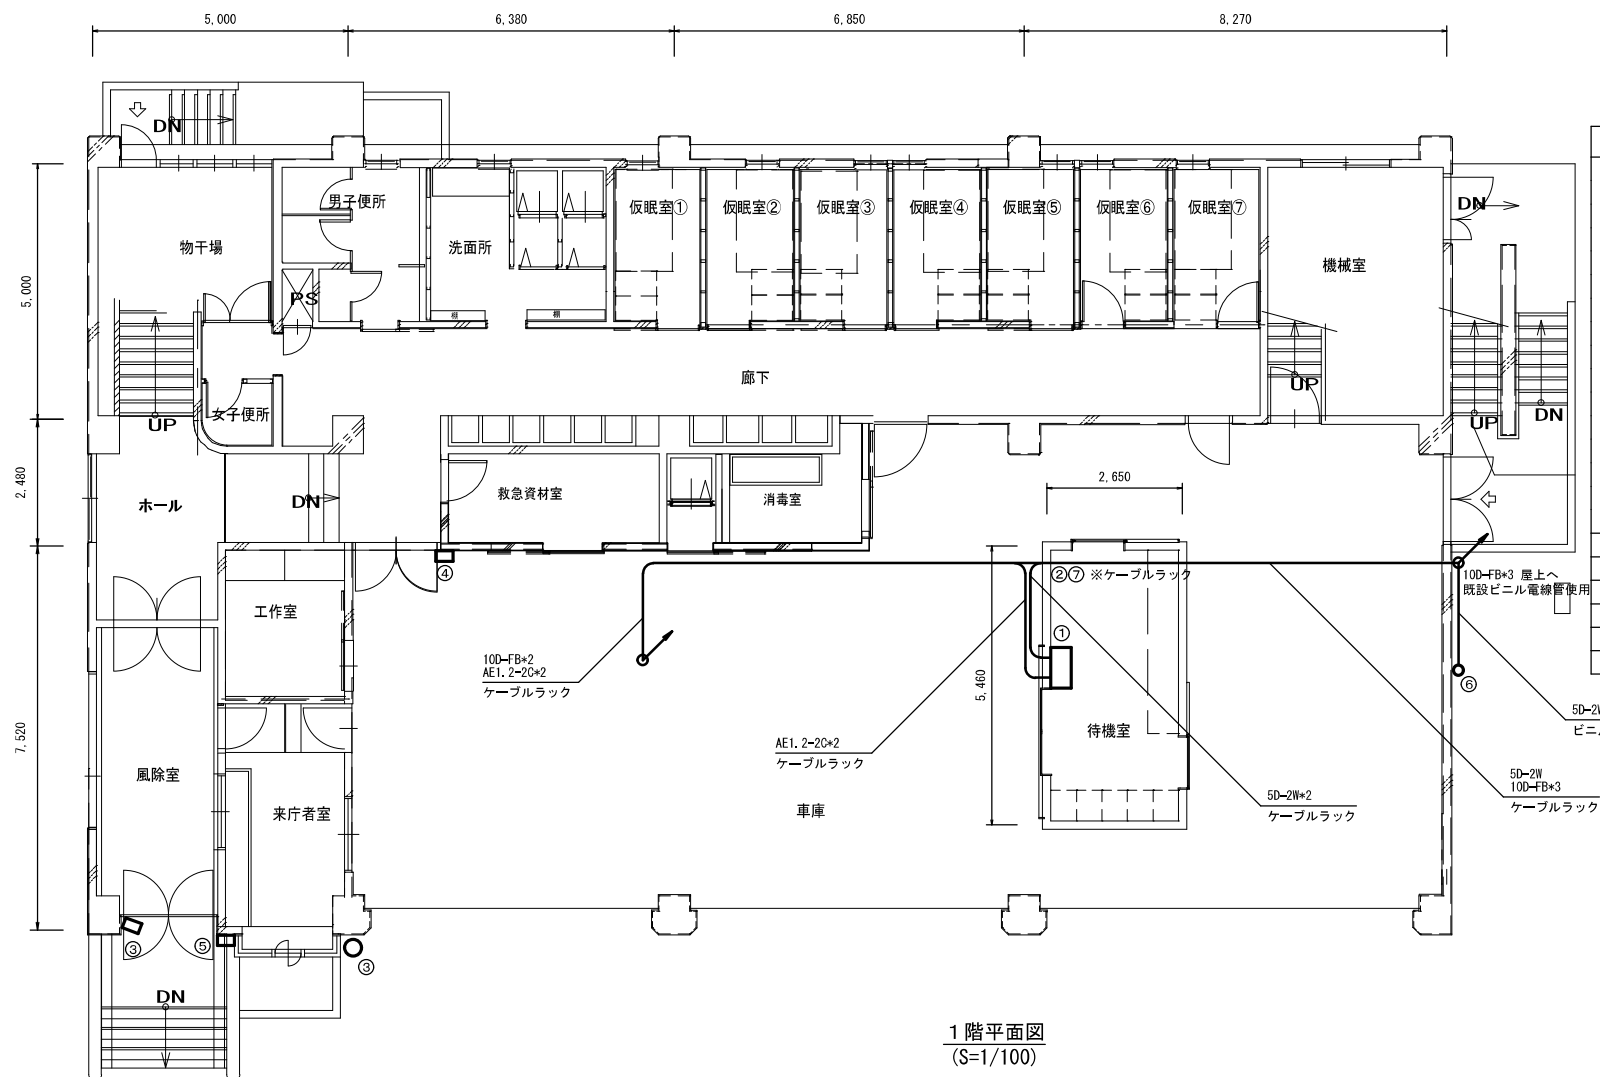 5,000
6,380
6,850
8,270
DN
男子便所
仮眠室①
仮眠室②
仮眠室③
仮眠室④
仮眠室⑤
仮眠室⑥
仮眠室⑦
DN
物干場
洗面所
機械室
5,000
PS
棚
棚
廊下
UP
女子便所
UP
UP
DN
2,480
2,650
ホール
DN
救急資材室
消毒室
④
②⑦ ※ケーブルラック
10D-FB*3 屋上へ
既設ビニル電線管使用
工作室
①
10D-FB*2
AE1.2-2C*2
ケーブルラック
⑥
5,460
7,520
待機室
AE1.2-2C*2
ケーブルラック
風除室
来庁者室
車庫
5D-2W*2
ケーブルラック
5D-2W
10D-FB*3
ケーブルラック
③
⑤
③
DN
1階平面図
(S=1/100)